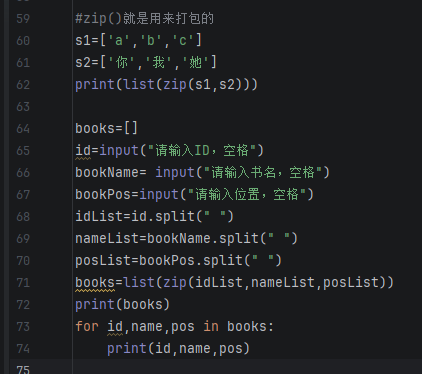 59 #zip()就是用来打包的
60 s1=['a','b','c']
61 s2=['你','我','她']
62 print(list(zip(s1,s2)))
63
64 books=[]
65 id=input("请输入ID，空格")
66 bookName= input("请输入书名，空格")
67 bookPos=input("请输入位置，空格")
68 idList=id.split(" ")
69 nameList=bookName.split(" ")
70 posList=bookPos.split(" ")
71 books=list(zip(idList,nameList,posList))
72 print(books)
73 for id,name,pos in books:
74     print(id,name,pos)
75